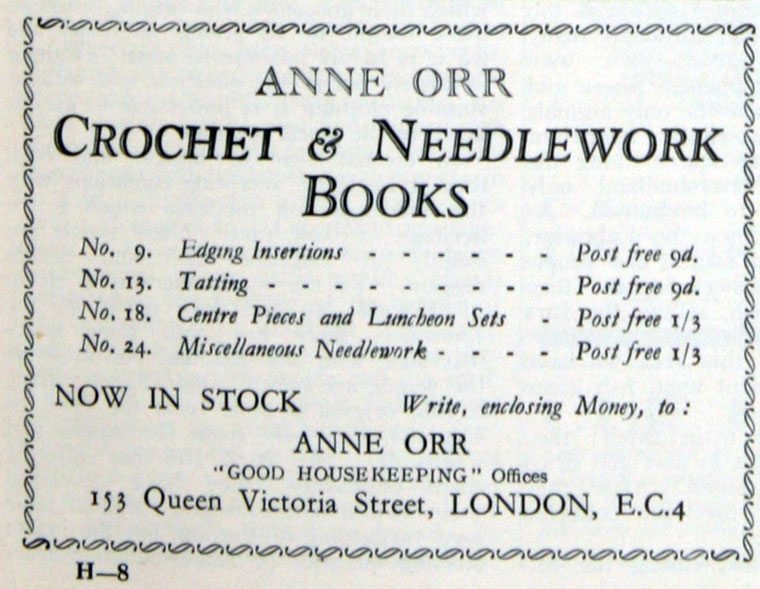 ANNE ORR
CROCHET & NEEDLEWORK
BOOKS
No. 9. Edging Insertions - - - - - - Post free 9d.
No. 13. Tatting - - - - - Post free 9d.
No. 18. Centre Pieces and Luncheon Sets Post free 1/3
No. 24. Miscellaneous Needlework - - - - Post free 1/3
NOW IN STOCK Write, enclosing Money, to :
ANNE ORR
"GOOD HOUSEKEEPING" Offices
153 Queen Victoria Street, LONDON, E.C.4
H—8